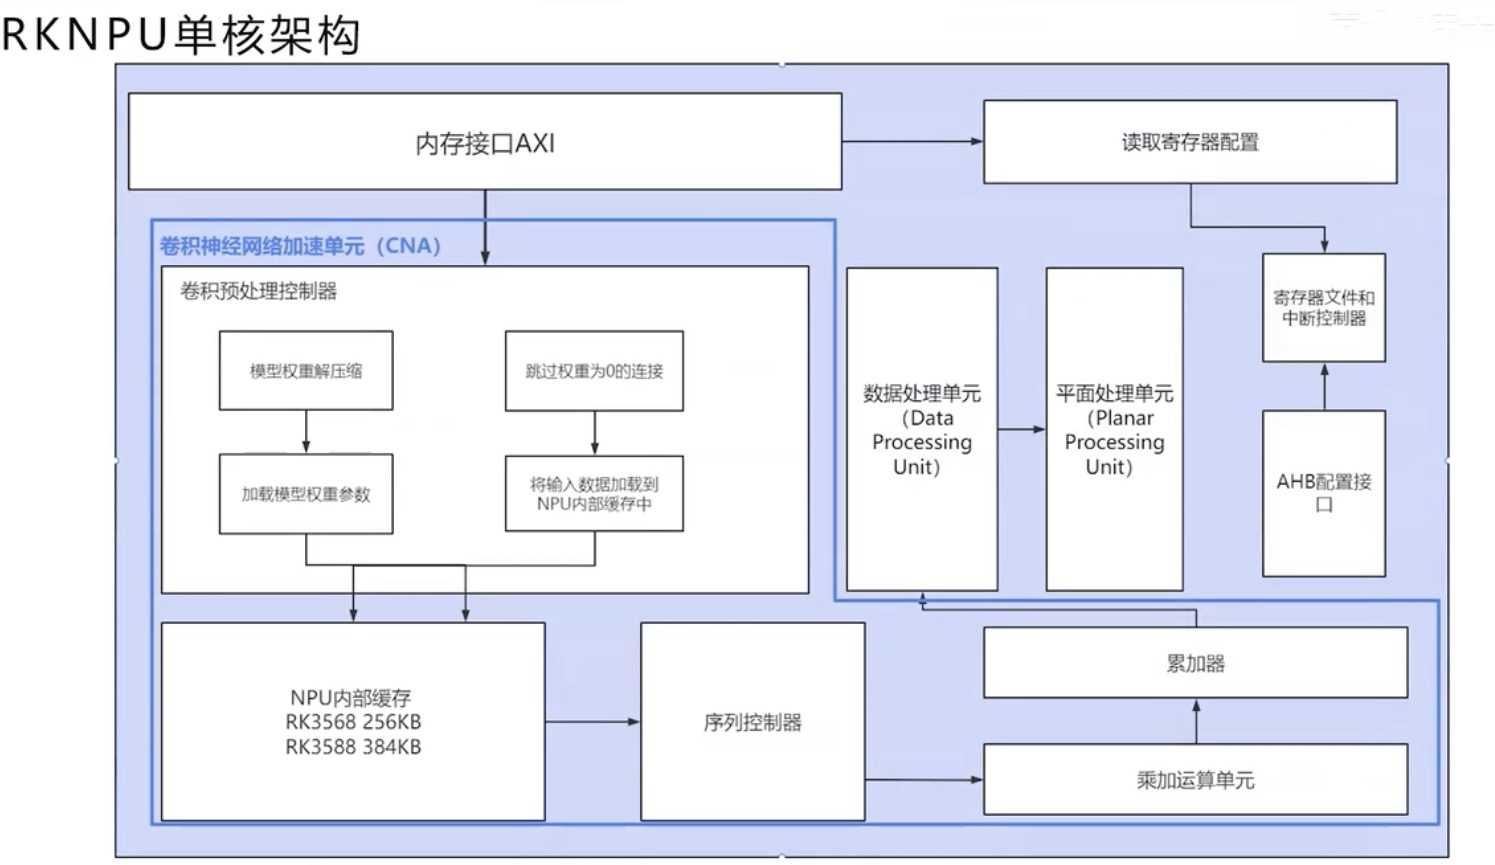 RKNPU单核架构
内存接口AXI
读取寄存器配置
卷积神经网络加速单元（CNA）
卷积预处理控制器
模型权重解压缩
跳过权重为0的连接
加载模型权重参数
将输入数据加载到
NPU内部缓存中
数据处理单元
（Data
Processing
Unit）
平面处理单元
（Planar
Processing
Unit）
寄存器文件和
中断控制器
AHB配置接
口
NPU内部缓存
RK3568 256KB
RK3588 384KB
序列控制器
累加器
乘加运算单元